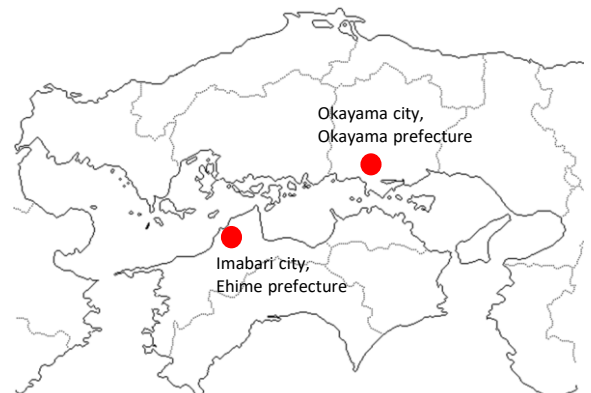 Okayama city,
Okayama prefecture
Imabari city,
Ehime prefecture